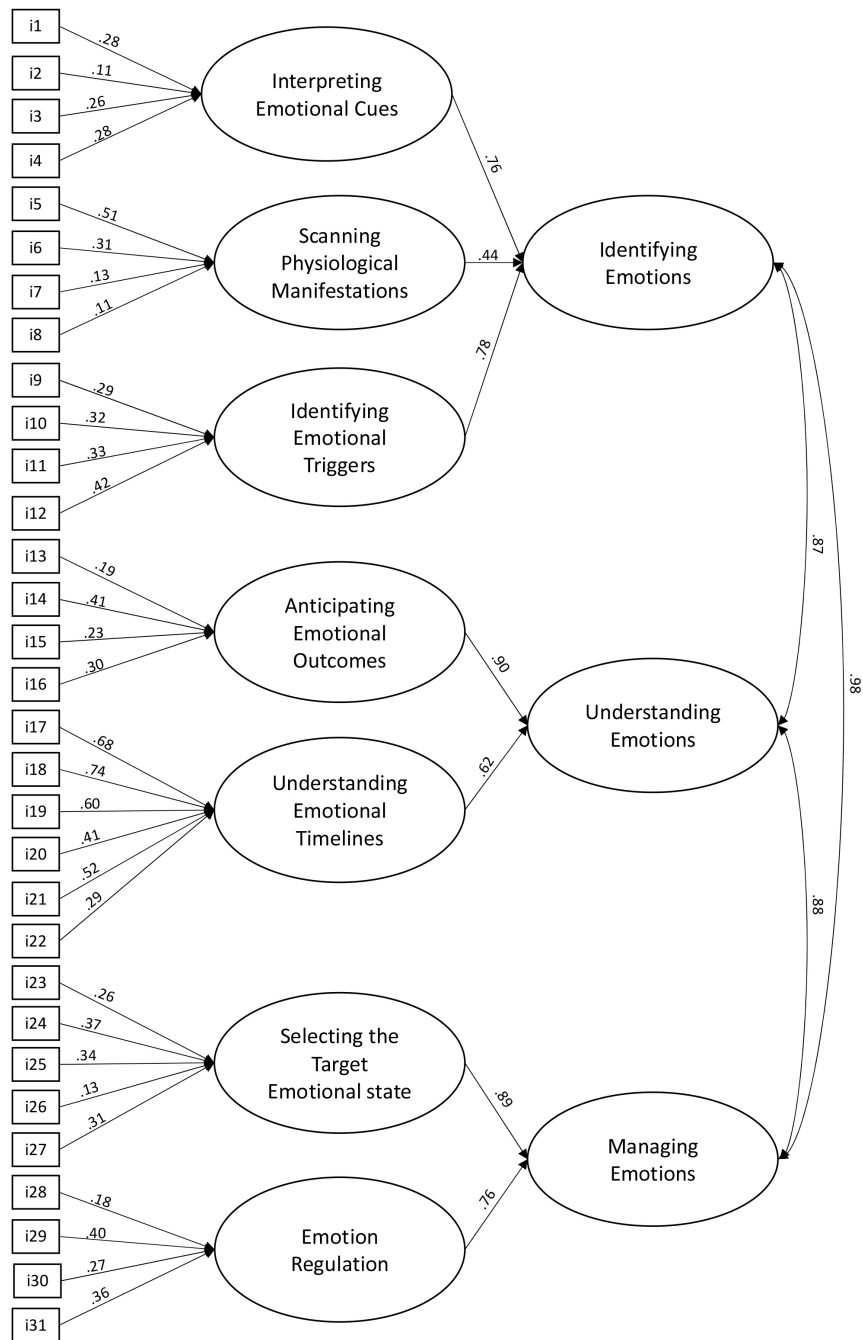 i1
.28
i2
.11
i3
.26
i4
.28
Interpreting
Emotional Cues
.76
i5
.51
i6
.31
i7
.13
i8
.11
Scanning
Physiological
Manifestations
.44
Identifying
Emotions
i9
.29
i10
.32
i11
.33
i12
.42
Identifying
Emotional
Triggers
.78
i13
.19
i14
.41
i15
.23
i16
.30
Anticipating
Emotional
Outcomes
.90
.87
.98
Understanding
Emotions
i17
.68
i18
.74
i19
.60
i20
.41
i21
.52
i22
.29
Understanding
Emotional
Timelines
.62
.88
i23
.26
i24
.37
i25
.34
i26
.13
i27
.31
Selecting the
Target
Emotional state
.89
Managing
Emotions
i28
.18
i29
.40
i30
.27
i31
.36
Emotion
Regulation
.76